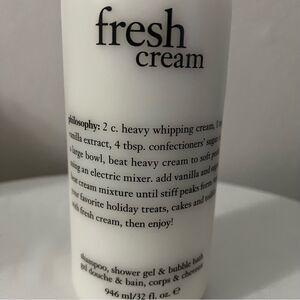 fresh
cream
philosophy: 2 c. heavy whipping cream, 1
vanilla extract, 4 tbsp. confectioners' sugar
a large bowl, beat heavy cream to soft
using an electric mixer. add vanilla and
beat cream mixture until stiff peaks form.
your favorite holiday treats, cakes and
with fresh cream, then enjoy!
shampoo, shower gel & bubble bath
gel douche & bain, corps & cheveux
946 ml/32 fl. oz. e